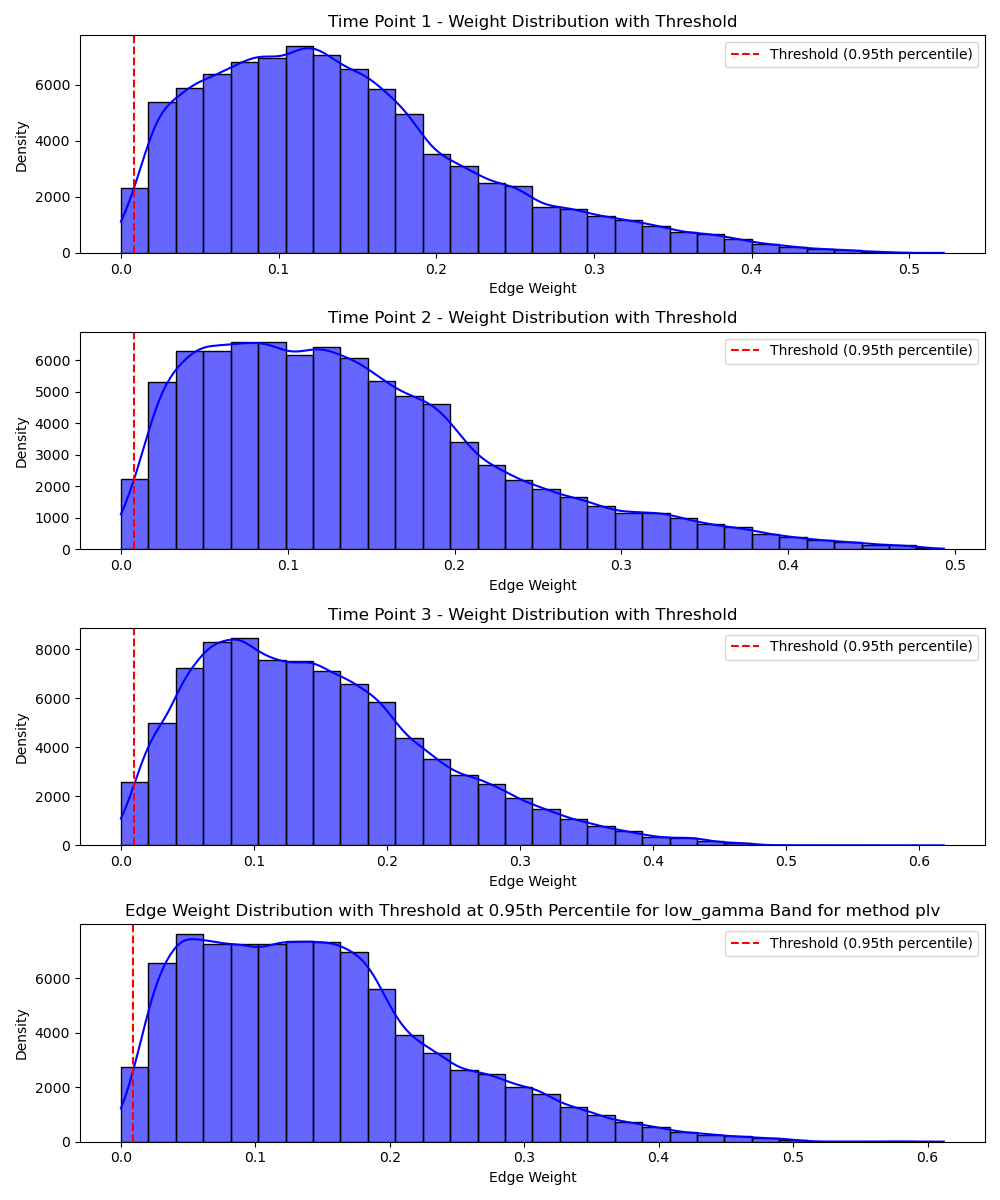 Time Point 1 - Weight Distribution with Threshold
Threshold (0.95th percentile)
Density
6000
4000
2000
0
0.0 0.1 0.2 0.3 0.4 0.5
Edge Weight
Time Point 2 - Weight Distribution with Threshold
Threshold (0.95th percentile)
Density
6000
5000
4000
3000
2000
1000
0
0.0 0.1 0.2 0.3 0.4 0.5
Edge Weight
Time Point 3 - Weight Distribution with Threshold
Threshold (0.95th percentile)
Density
8000
6000
4000
2000
0
0.0 0.1 0.2 0.3 0.4 0.5 0.6
Edge Weight
Edge Weight Distribution with Threshold at 0.95th Percentile for low_gamma Band for method plv
Threshold (0.95th percentile)
Density
6000
4000
2000
0
0.0 0.1 0.2 0.3 0.4 0.5 0.6
Edge Weight